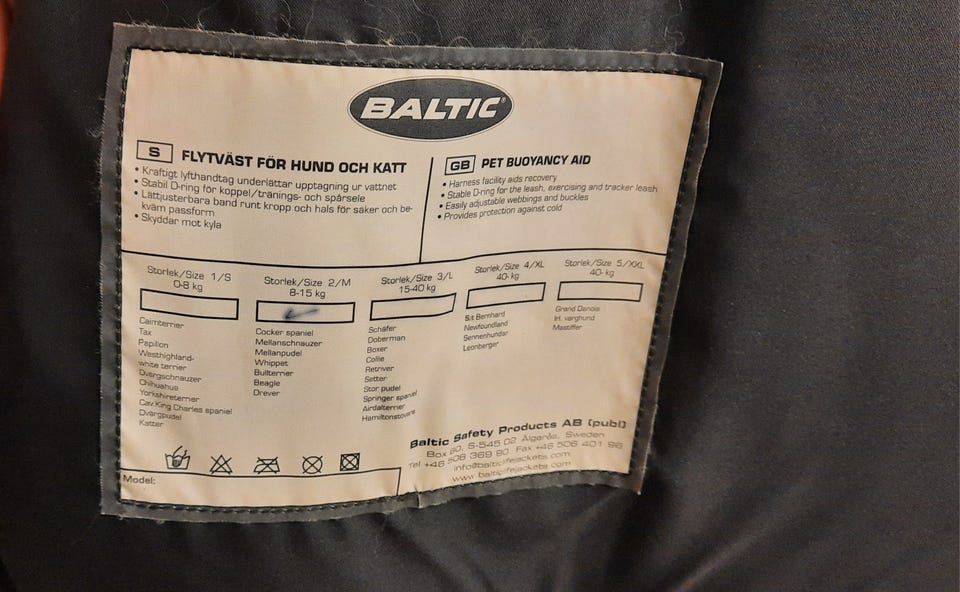 BALTIC
S FLYTVÄST FÖR HUND OCH KATT
• Kraftigt lyfthandtag underlättar upptagning ur vattnet
• Stabil D-ring för koppel/tränings- och spårsele
• Lättjusterbara band runt kropp och hals för säker och be-
kväm passform
• Skyddar mot kyla
GB PET BUOYANCY AID
• Harness facility aids recovery
• Stable D-ring for the leash, exercising and tracker leash
• Easily adjustable webbings and buckles
• Provides protection against cold
Storlek/Size 1/S
0-8 kg
Cairnterrier
Tax
Papillon
Westhighland-
white terrier
Dvergschnauzer
Chihuahua
Yorkshireterrier
Cav.King Charles spaniel
Dvärgpudel
Katter
Storlek/Size 2/M
8-15 kg
Cocker spaniel
Mellanschnauzer
Mellanpudel
Whippet
Bullterrier
Beagle
Drever
Storlek/Size 3/L
15-40 kg
Schäfer
Doberman
Boxer
Collie
Retriver
Setter
Stor pudel
Springer spaniel
Airdalterrier
Hamiltonstövare
Storlek/Size 4/XL
40- kg
S:t Bernhard
Newfoundland
Sennenhundar
Leonberger
Storlek/Size 5/XXL
40- kg
Grand Danois
Irl. varghund
Mastiffer
Baltic Safety Products AB (publ)
Box 60, S-545 02 Älgarås, Sweden
Tel +46 506 369 80 Fax +46 506 401 96
info@balticlifejackets.com
www.balticlifejackets.com
Model: